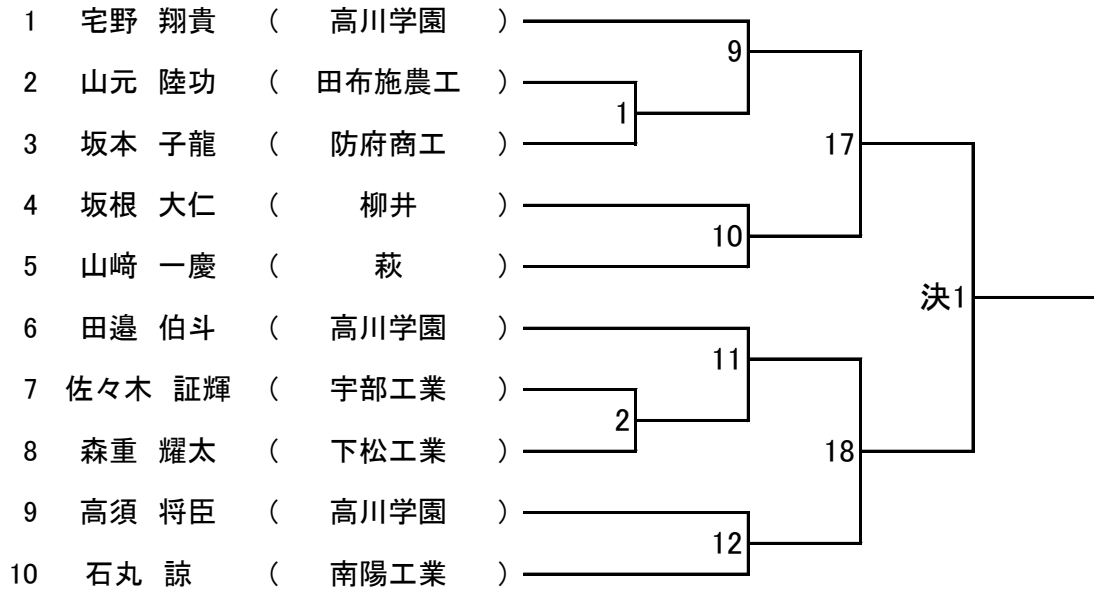 1 宅野 翔貴 ( 高川学園 )
9
2 山元 陸功 ( 田布施農工 )
1
3 坂本 子龍 ( 防府商工 )
17
4 坂根 大仁 ( 柳井 )
10
5 山﨑 一慶 ( 萩 )
決1
6 田邉 伯斗 ( 高川学園 )
11
7 佐々木 証輝 ( 宇部工業 )
2
8 森重 耀太 ( 下松工業 )
18
9 高須 将臣 ( 高川学園 )
12
10 石丸 諒 ( 南陽工業 )